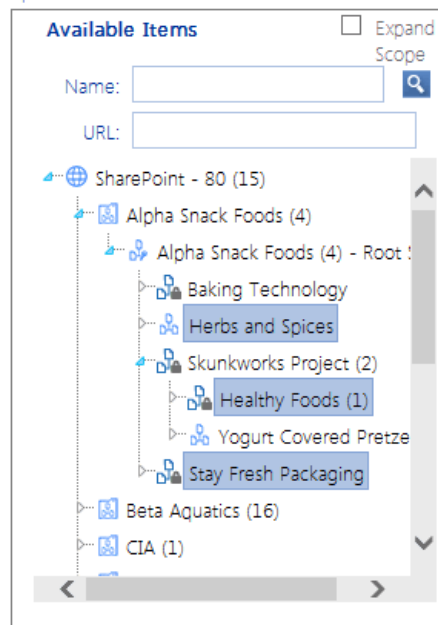 Available Items
Expand
Scope
Name:
URL:
SharePoint - 80 (15)
Alpha Snack Foods (4)
Alpha Snack Foods (4) - Root
Baking Technology
Herbs and Spices
Skunkworks Project (2)
Healthy Foods (1)
Yogurt Covered Pretze
Stay Fresh Packaging
Beta Aquatics (16)
CIA (1)